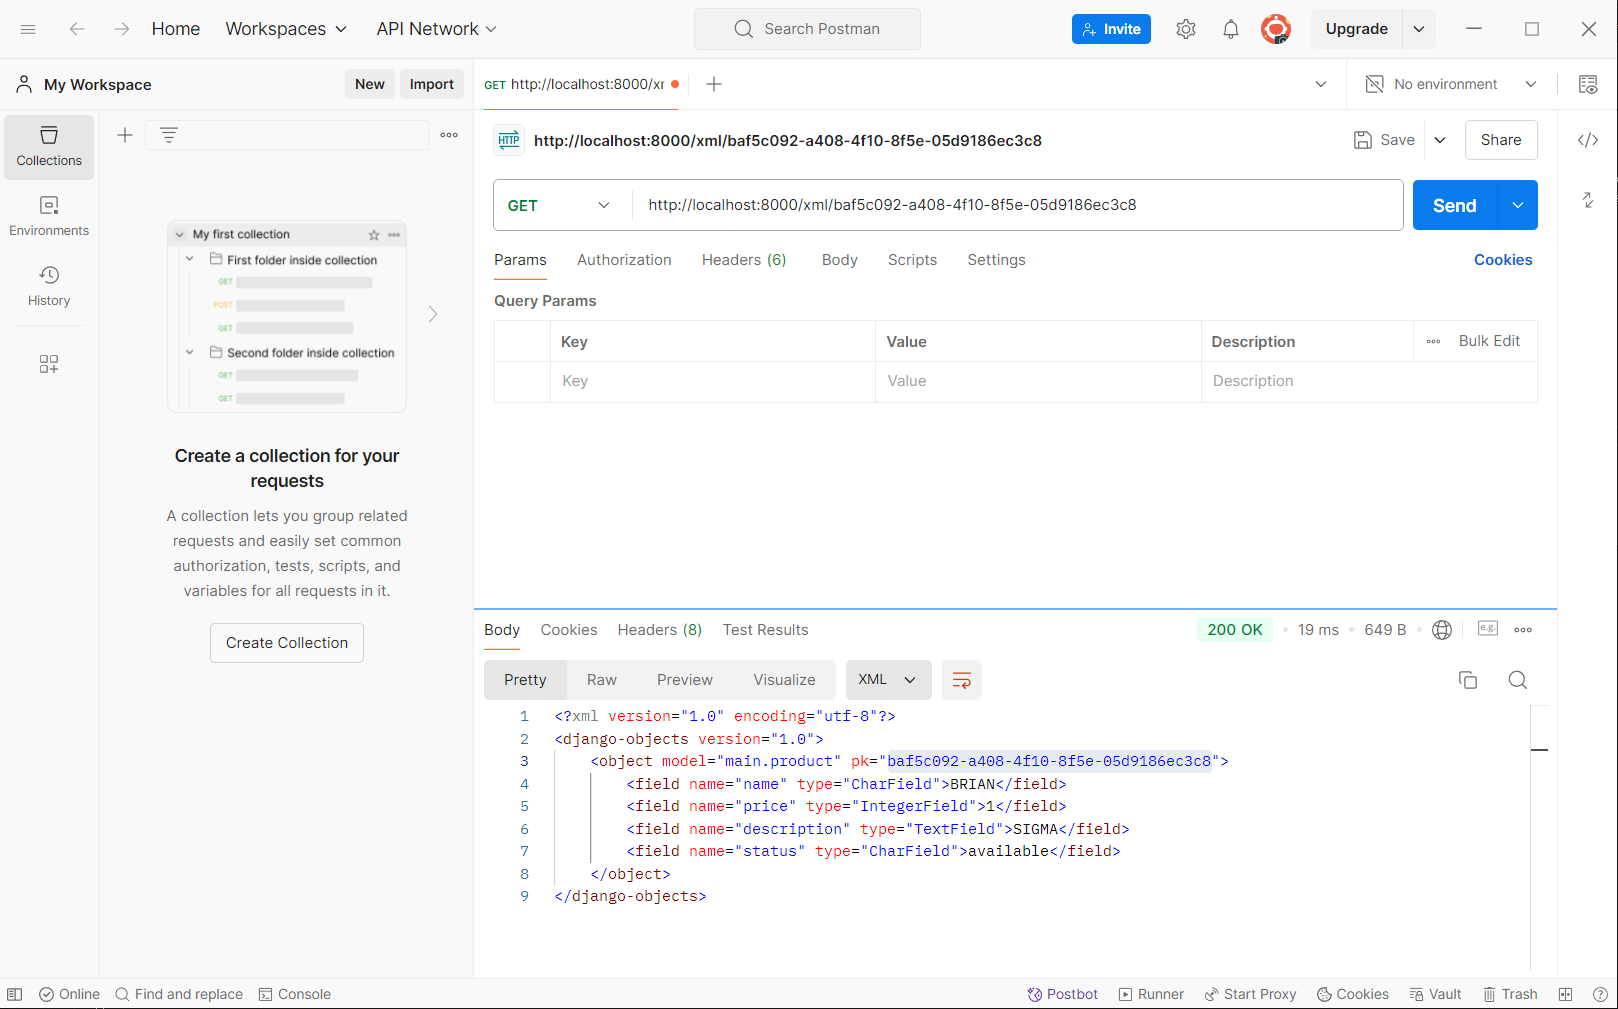 Home Workspaces API Network Search Postman Invite Upgrade
My Workspace New Import GET http://localhost:8000/xr No environment
Collections
Environments
History
My first collection
First folder inside collection
GET
POST
GET
Second folder inside collection
GET
GET
Create a collection for your
requests
A collection lets you group related
requests and easily set common
authorization, tests, scripts, and
variables for all requests in it.
Create Collection
HTTP http://localhost:8000/xml/baf5c092-a408-4f10-8f5e-05d9186ec3c8 Save Share
GET http://localhost:8000/xml/baf5c092-a408-4f10-8f5e-05d9186ec3c8 Send
Params Authorization Headers (6) Body Scripts Settings Cookies
Query Params
Key Value Description Bulk Edit
Key Value Description
Body Cookies Headers (8) Test Results 200 OK 19 ms 649 B e.g.
Pretty Raw Preview Visualize XML
1 <?xml version="1.0" encoding="utf-8"?>
2 <django-objects version="1.0">
3 <object model="main.product" pk="baf5c092-a408-4f10-8f5e-05d9186ec3c8">
4 <field name="name" type="CharField">BRIAN</field>
5 <field name="price" type="IntegerField">1</field>
6 <field name="description" type="TextField">SIGMA</field>
7 <field name="status" type="CharField">available</field>
8 </object>
9 </django-objects>
Online Find and replace Console Postbot Runner Start Proxy Cookies Vault Trash